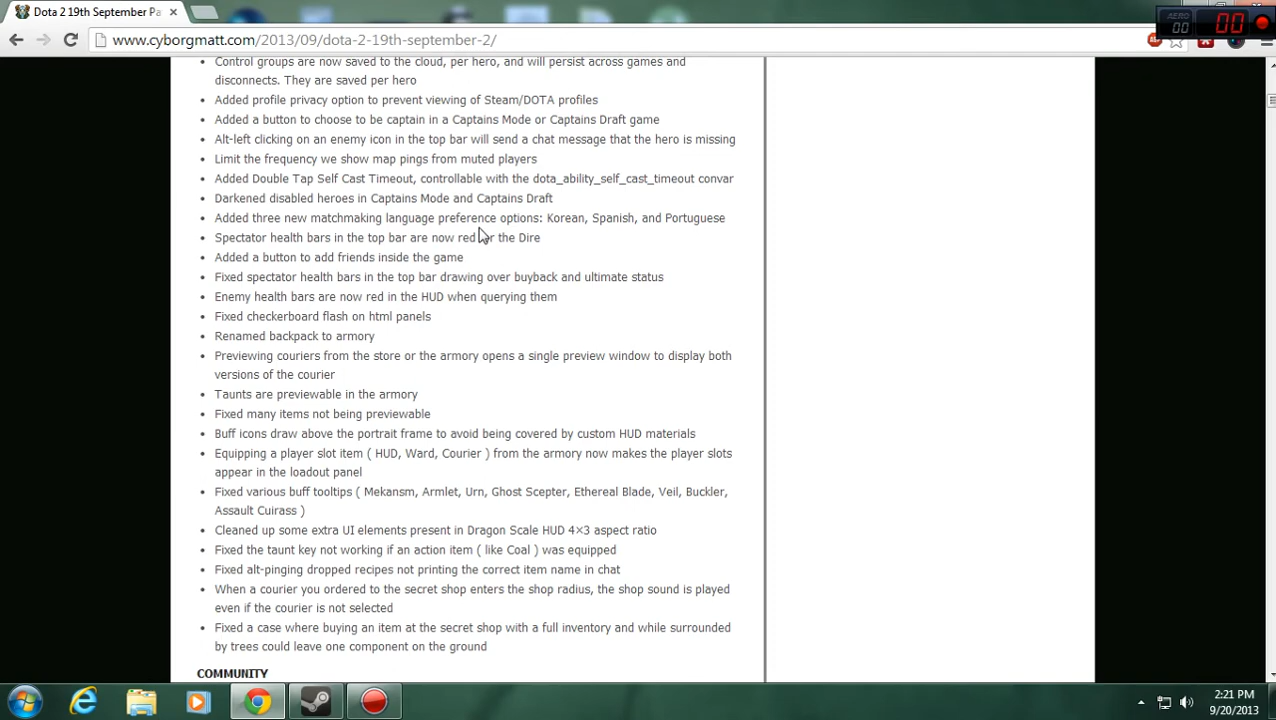 Dota 2 19th September Pa
AERO
00
00
www.cyborgmatt.com/2013/09/dota-2-19th-septem
Control groups are now saved to the cloud, per hero, and will persist across games and
disconnects. They are saved per hero
Added profile privacy option to prevent viewing of Steam/DOTA profiles
Added a button to choose to be captain in a Captains Mode or Captains Draft game
Alt-left clicking on an enemy icon in the top bar will send a chat message that the hero is missing
Limit the frequency we show map pings from muted players
Added Double Tap Self Cast Timeout, controllable with the dota_ability_self_cast_timeout convar
Darkened disabled heroes in Captains Mode and Captains Draft
Added three new matchmaking language preference options: Korean, Spanish, and Portuguese
Spectator health bars in the top bar are now red for the Dire
Added a button to add friends inside the game
Fixed spectator health bars in the top bar drawing over buyback and ultimate status
Enemy health bars are now red in the HUD when querying them
Fixed checkerboard flash on html panels
Renamed backpack to armory
Previewing couriers from the store or the armory opens a single preview window to display both
versions of the courier
Taunts are previewable in the armory
Fixed many items not being previewable
Buff icons draw above the portrait frame to avoid being covered by custom HUD materials
Equipping a player slot item ( HUD, Ward, Courier ) from the armory now makes the player slots
appear in the loadout panel
Fixed various buff tooltips ( Mekansm, Armlet, Urn, Ghost Scepter, Ethereal Blade, Veil, Buckler,
Assault Cuirass )
Cleaned up some extra UI elements present in Dragon Scale HUD 4×3 aspect ratio
Fixed the taunt key not working if an action item ( like Coal ) was equipped
Fixed alt-pinging dropped recipes not printing the correct item name in chat
When a courier you ordered to the secret shop enters the shop radius, the shop sound is played
even if the courier is not selected
Fixed a case where buying an item at the secret shop with a full inventory and while surrounded
by trees could leave one component on the ground
COMMUNITY
2:21 PM
9/20/2013